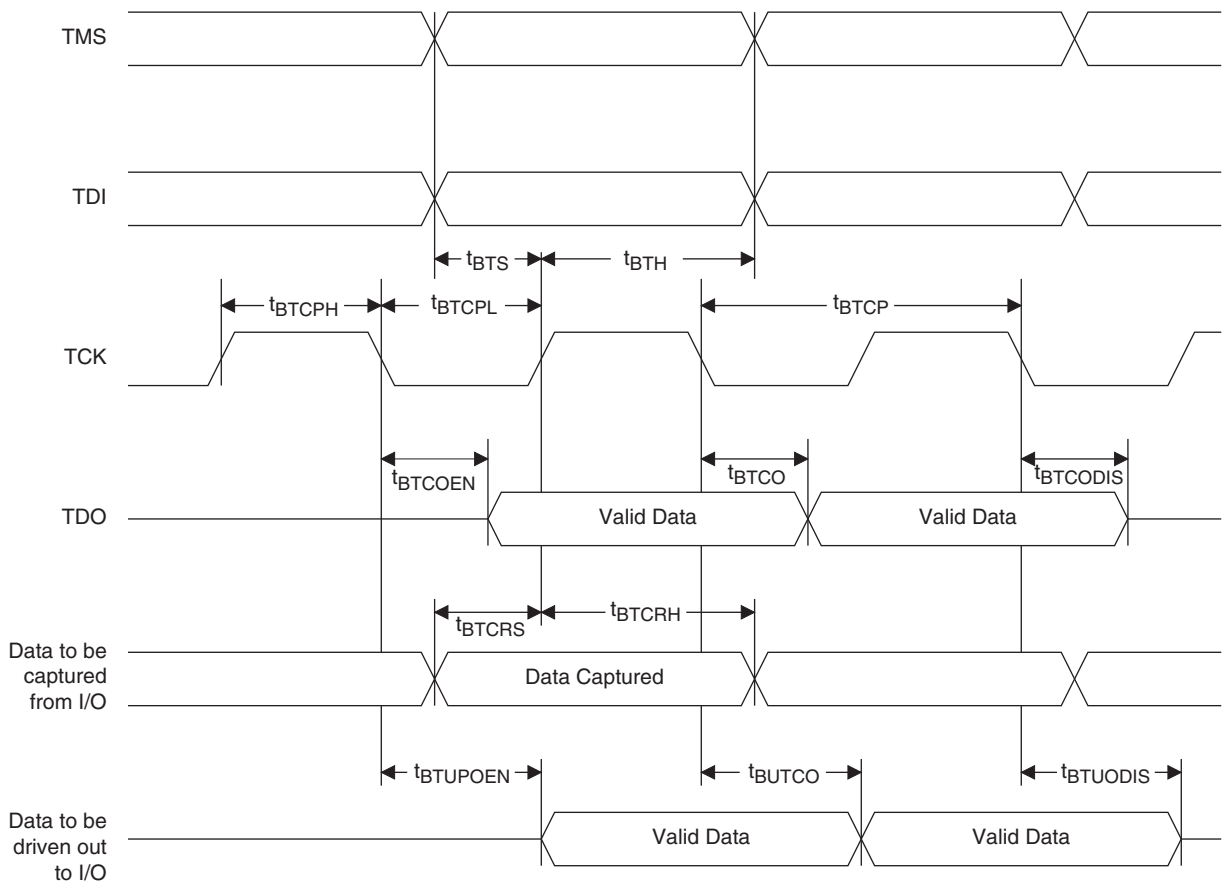 TMS
TDI
tBTS
tBTH
tBTCPH
tBTCPL
tBTCP
TCK
tBTCOEN
tBTCO
tBTCODIS
TDO
Valid Data
Valid Data
tBTCRS
tBTCRH
Data to be
captured
from I/O
Data Captured
tBTUPOEN
tBUTCO
tBTUODIS
Data to be
driven out
to I/O
Valid Data
Valid Data